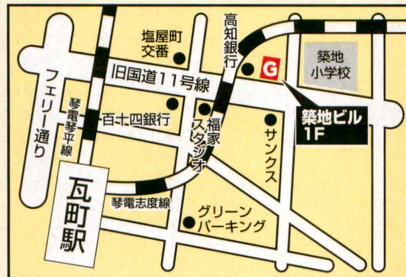 塩屋町
交番
高知銀行
G
築地
小学校
旧国道11号線
フェリー通り
琴電琴平線
百十四銀行
福家
スタジオ
サンクス
築地ビル
1F
瓦町駅
琴電志度線
グリーン
パーキング